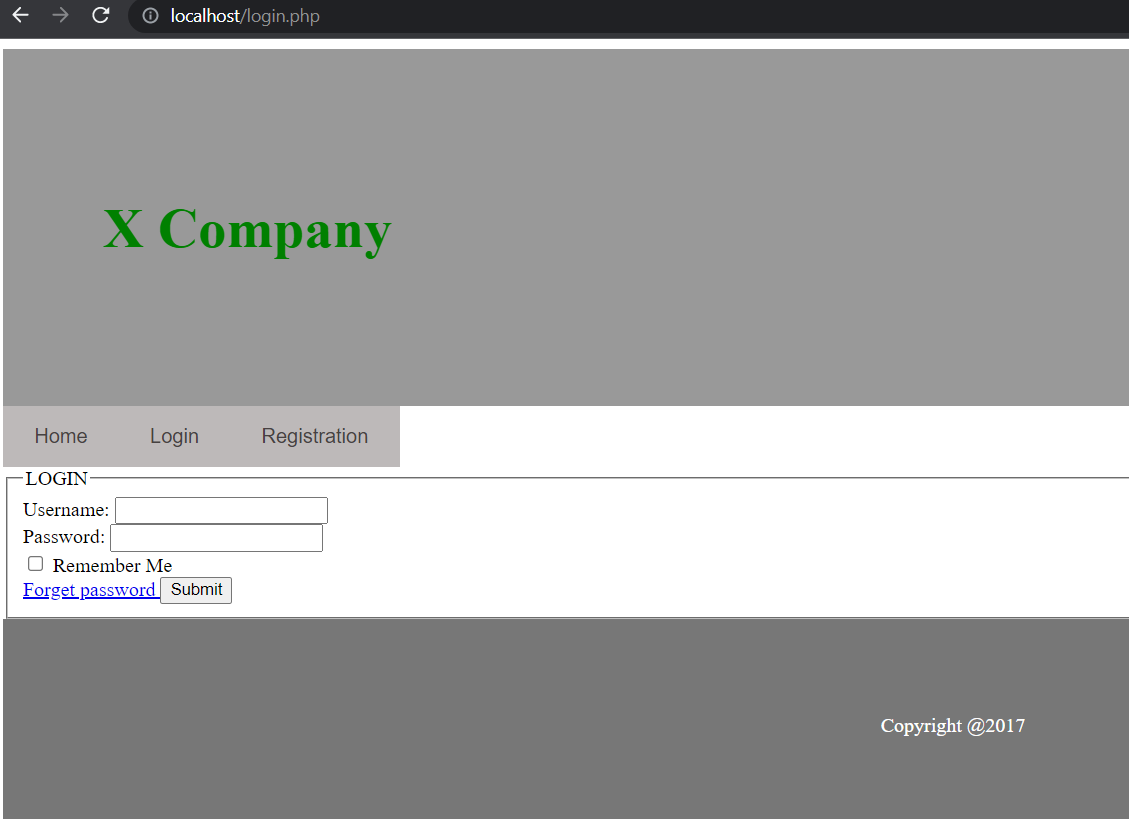 localhost/login.php
X Company
Home Login Registration
LOGIN
Username:
Password:
Remember Me
Forget password Submit
Copyright @2017